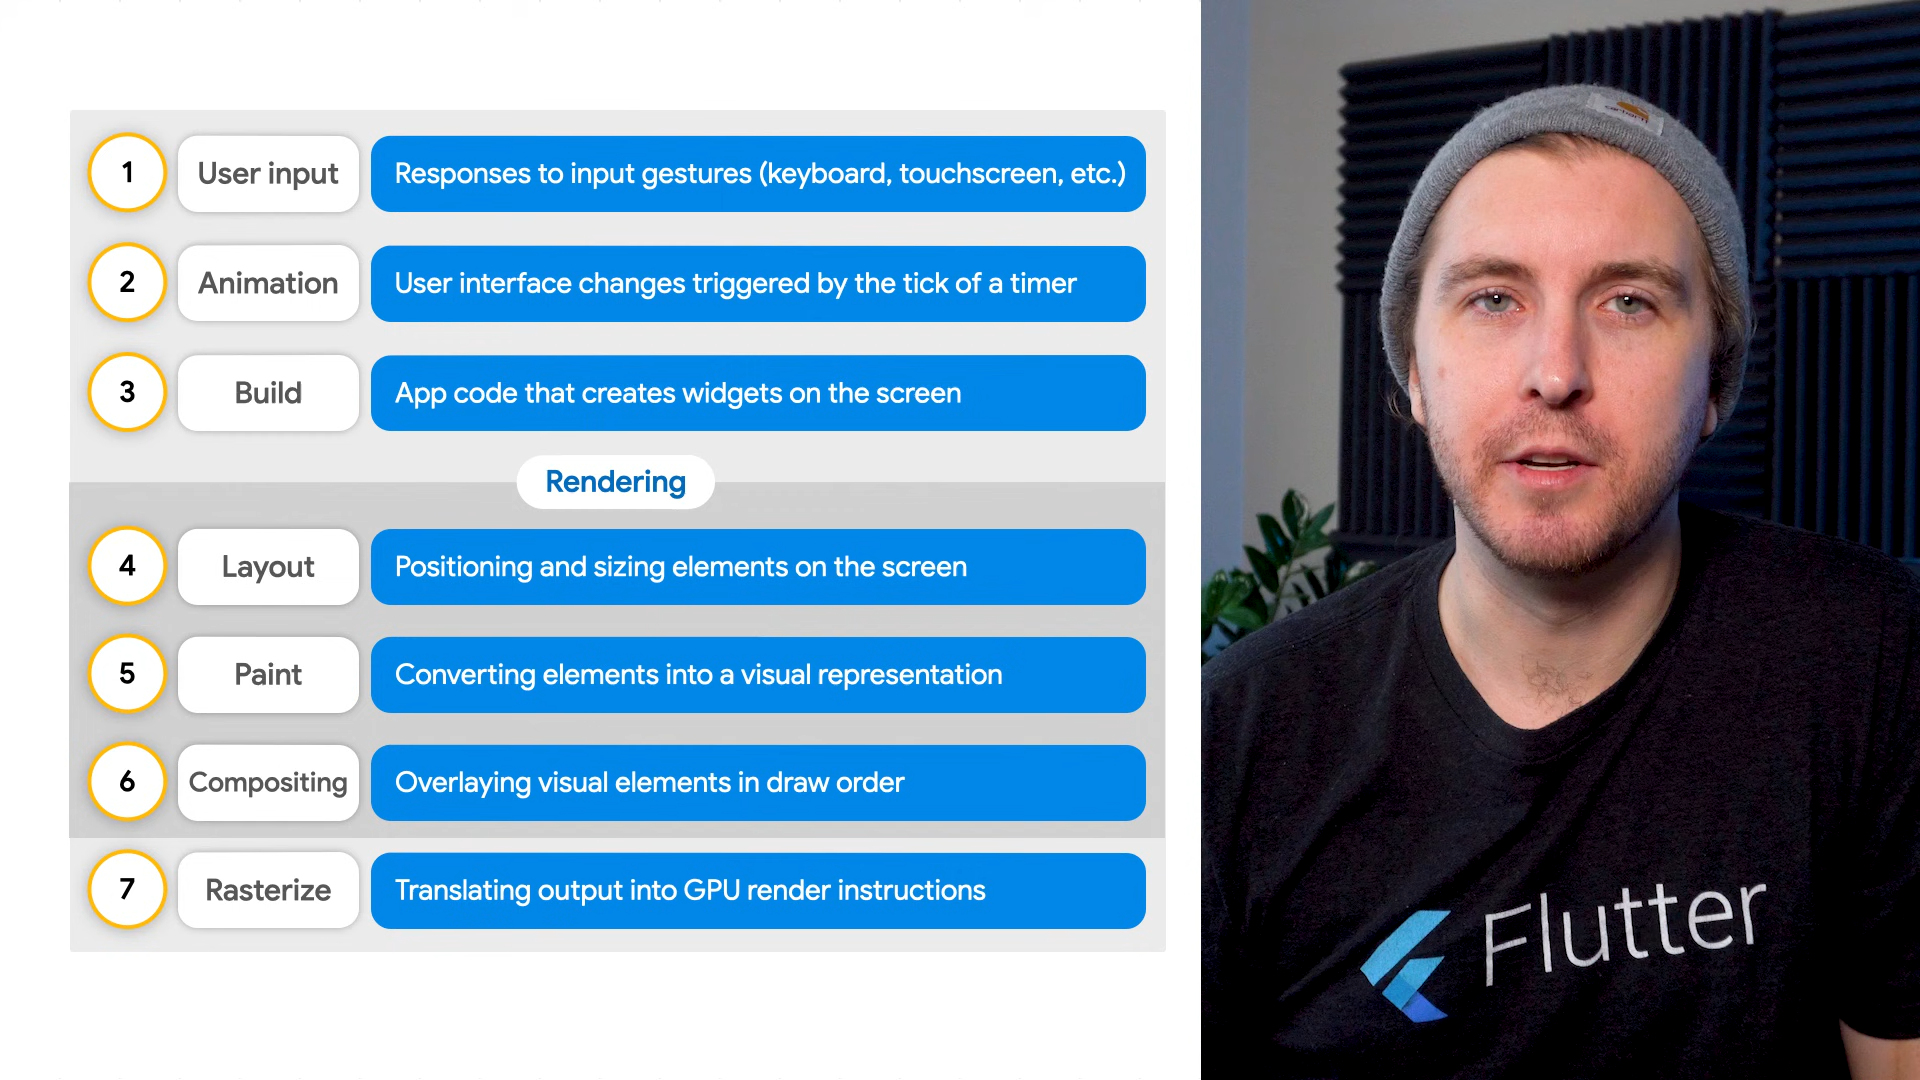 1 User input Responses to input gestures (keyboard, touchscreen, etc.)
2 Animation User interface changes triggered by the tick of a timer
3 Build App code that creates widgets on the screen
Rendering
4 Layout Positioning and sizing elements on the screen
5 Paint Converting elements into a visual representation
6 Compositing Overlaying visual elements in draw order
7 Rasterize Translating output into GPU render instructions
Flutter